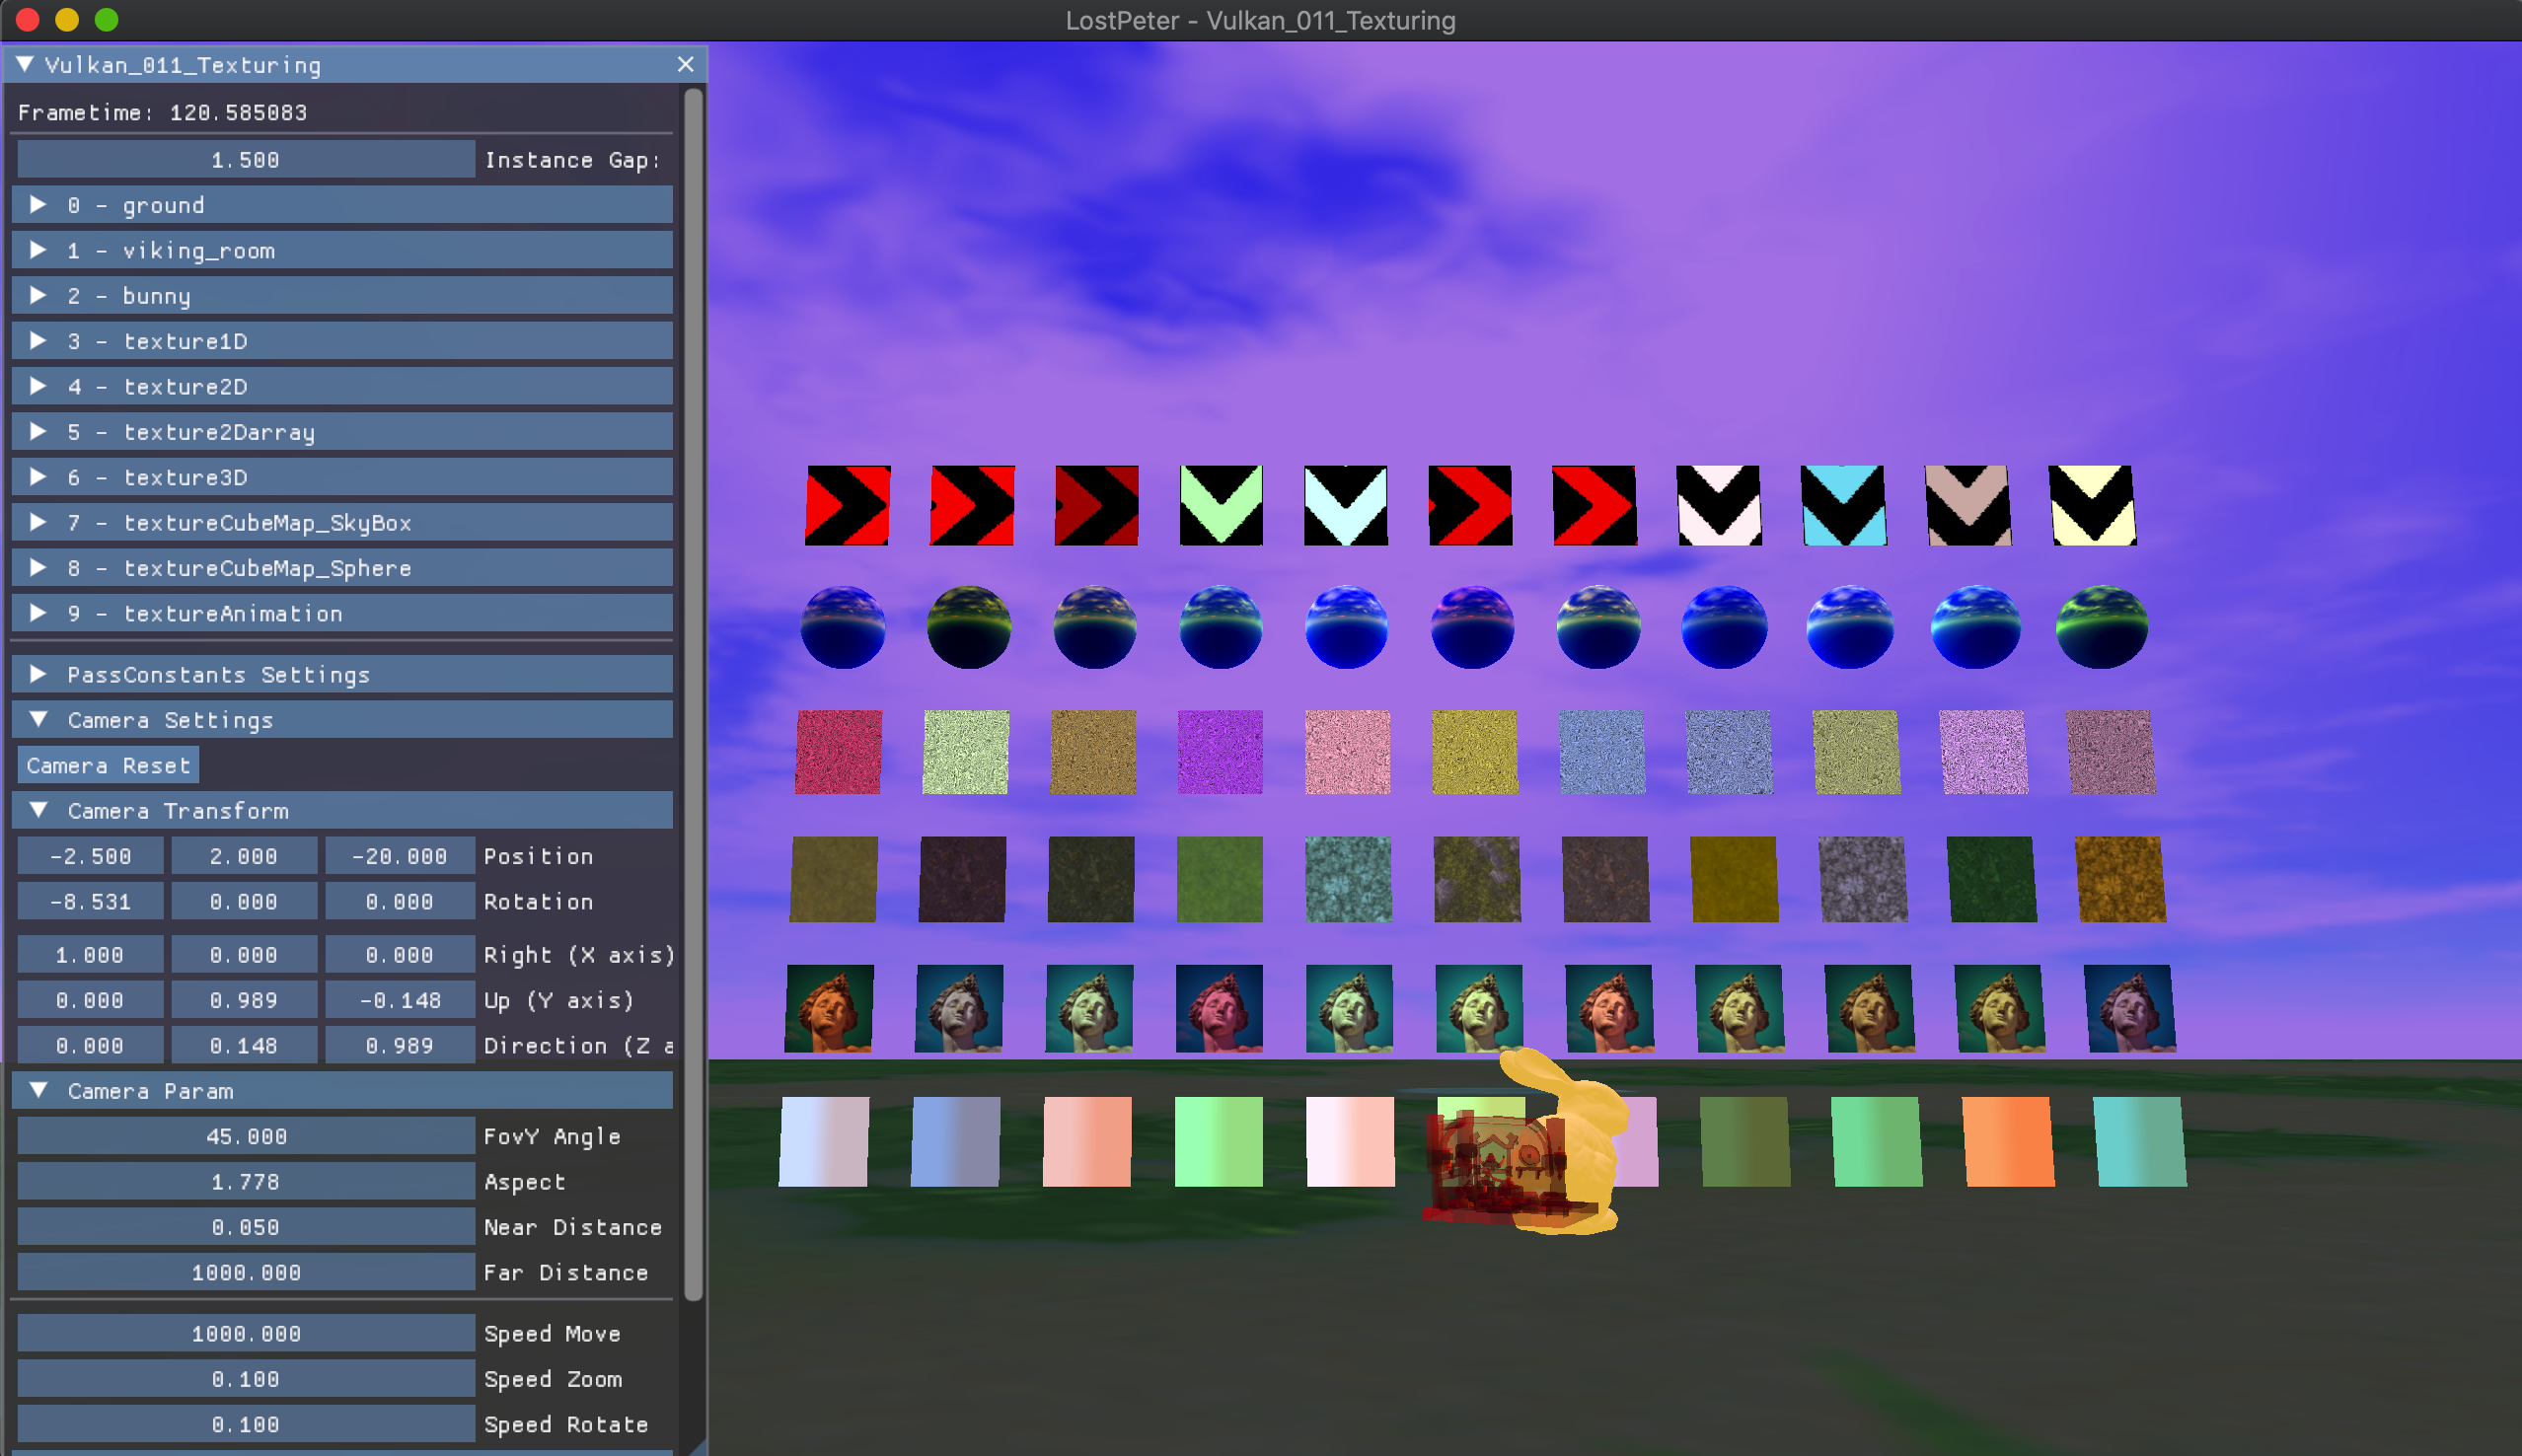 LostPeter - Vulkan_011_Texturing
Vulkan_011_Texturing
Frametime: 120.585083
1.500 Instance Gap:
0 - ground
1 - viking_room
2 - bunny
3 - texture1D
4 - texture2D
5 - texture2Darray
6 - texture3D
7 - textureCubeMap_SkyBox
8 - textureCubeMap_Sphere
9 - textureAnimation
PassConstants Settings
Camera Settings
Camera Reset
Camera Transform
-2.500 2.000 -20.000 Position
-8.531 0.000 0.000 Rotation
1.000 0.000 0.000 Right (X axis)
0.000 0.989 -0.148 Up (Y axis)
0.000 0.148 0.989 Direction (Z a
Camera Param
45.000 FovY Angle
1.778 Aspect
0.050 Near Distance
1000.000 Far Distance
1000.000 Speed Move
0.100 Speed Zoom
0.100 Speed Rotate